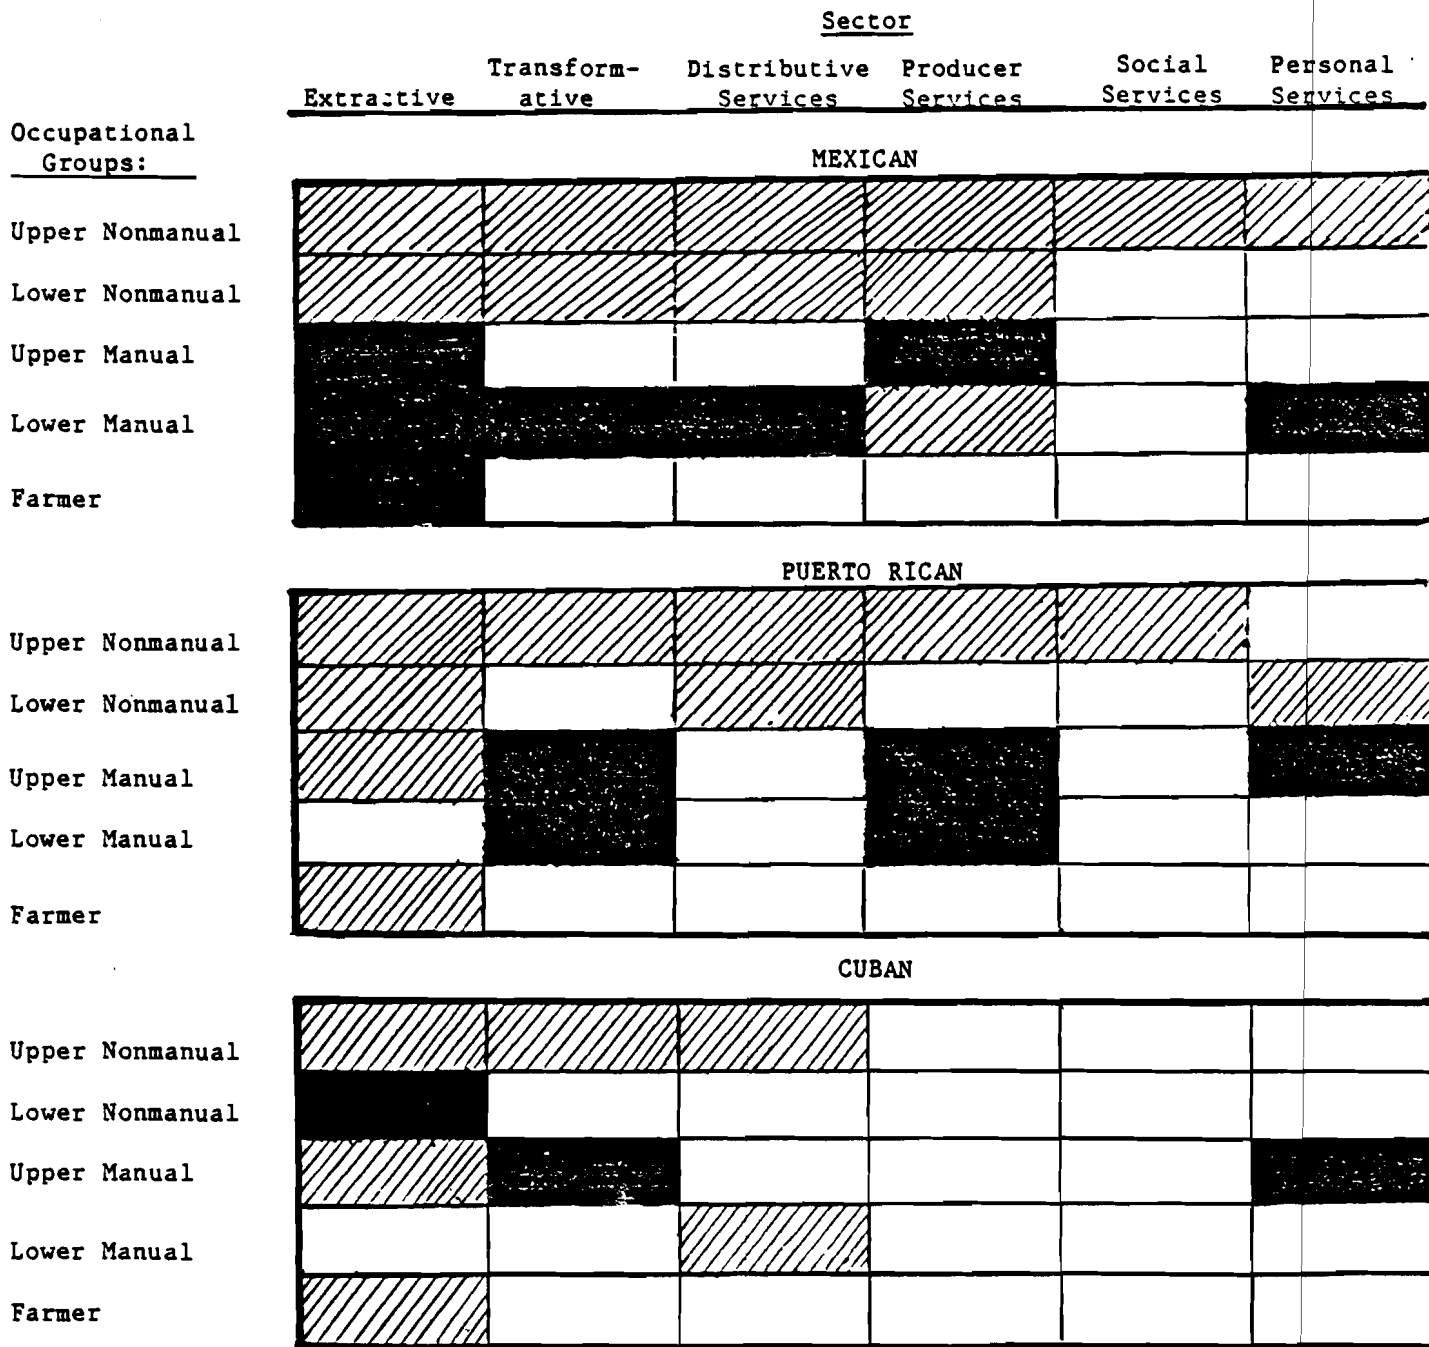 Sector
Transform- Distributive Producer Social Personal
Extractive ative Services Services Services Services
Occupational
Groups:
MEXICAN
Upper Nonmanual
Lower Nonmanual
Upper Manual
Lower Manual
Farmer
PUERTO RICAN
Upper Nonmanual
Lower Nonmanual
Upper Manual
Lower Manual
Farmer
CUBAN
Upper Nonmanual
Lower Nonmanual
Upper Manual
Lower Manual
Farmer